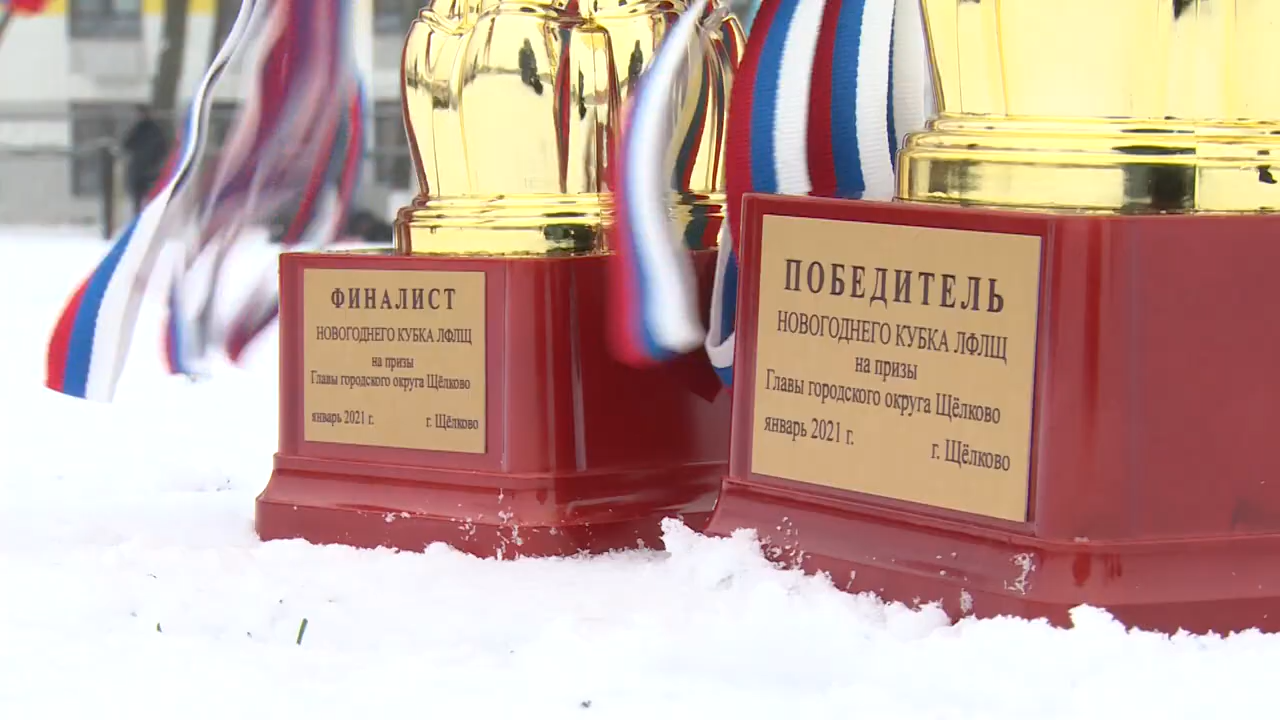 ФИНАЛИСТ
НОВОГОДНЕГО КУБКА ЛФЛЩ
на призы
Главы городского округа Щёлково
январь 2021 г. г. Щёлково
ПОБЕДИТЕЛЬ
НОВОГОДНЕГО КУБКА ЛФЛЩ
на призы
Главы городского округа Щёлково
январь 2021 г. г. Щёлково